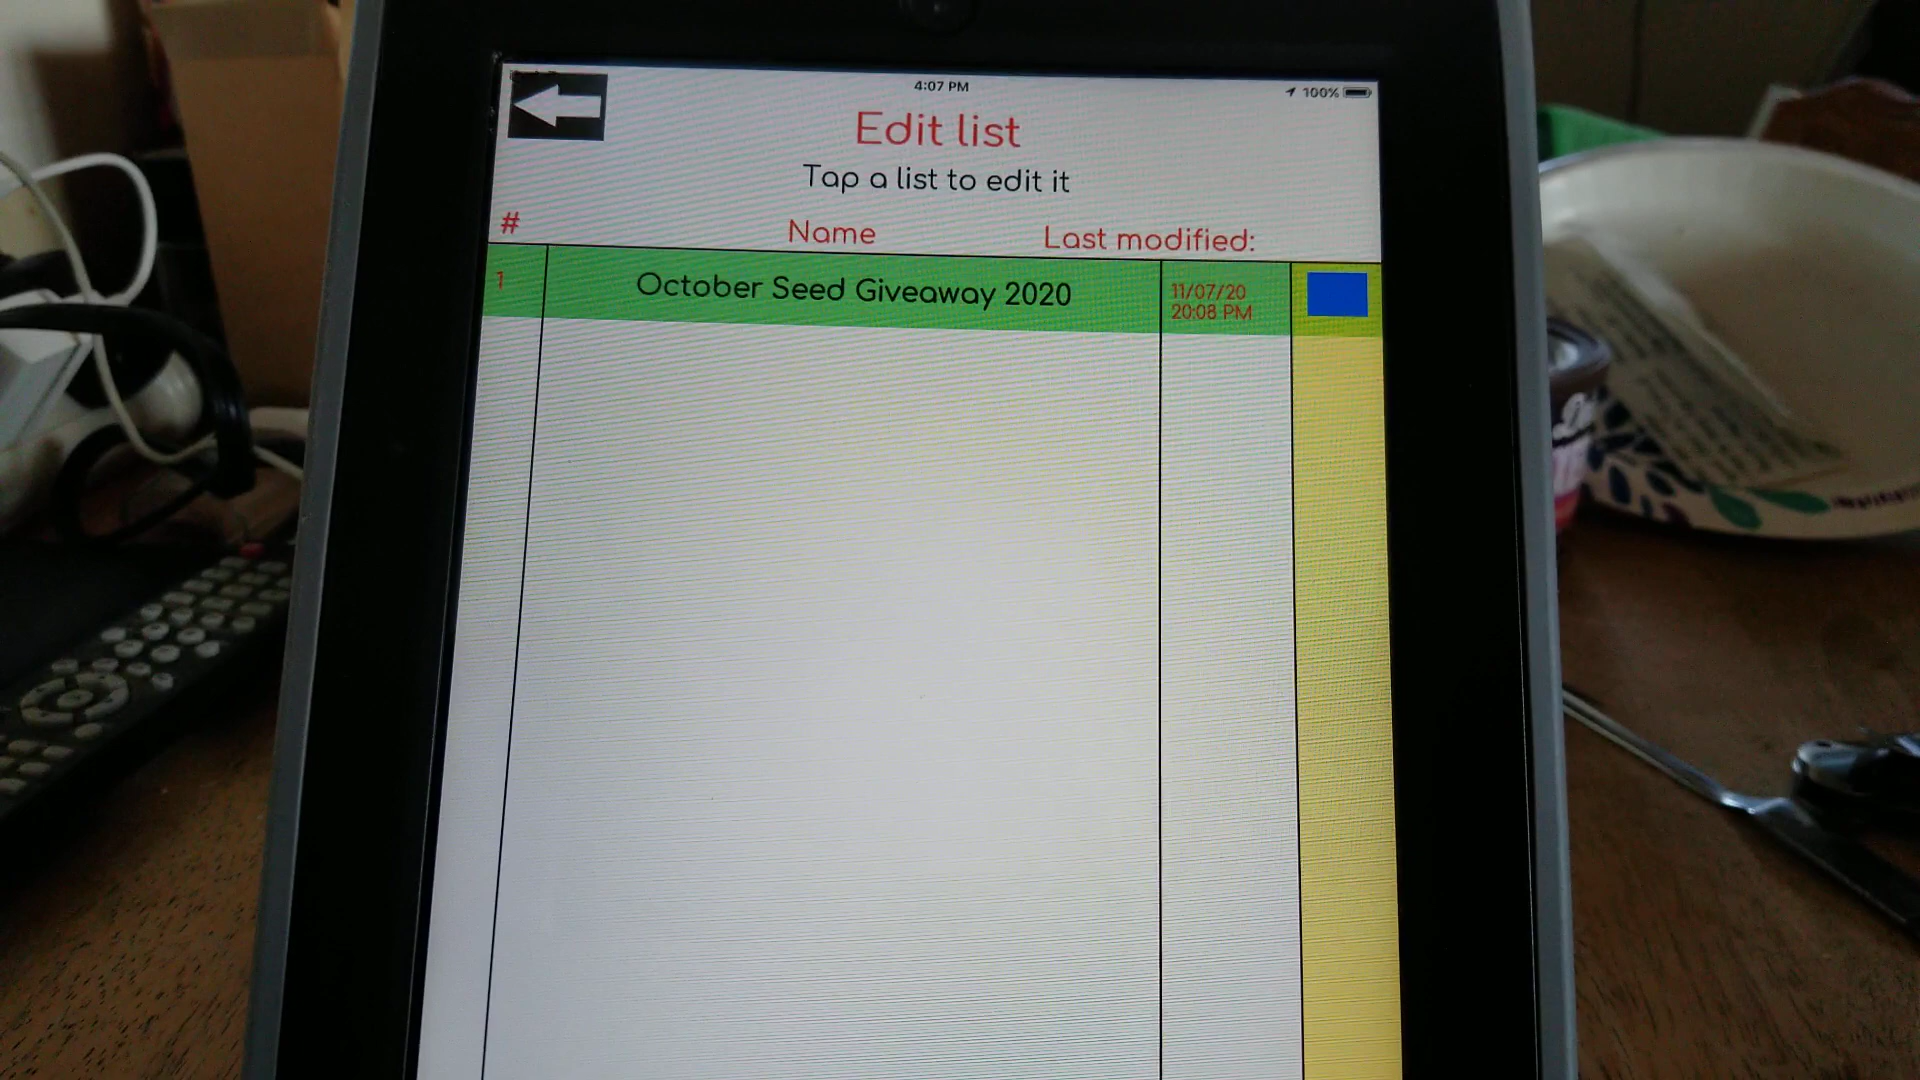 4:07 PM
100%
Edit list
Tap a list to edit it
# Name Last modified:
1 October Seed Giveaway 2020 11/07/20
20:08 PM